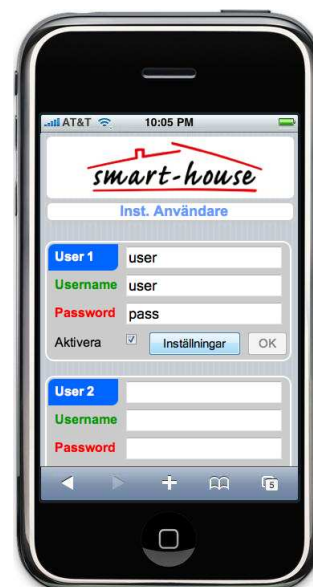 AT&T 10:05 PM
smart-house
Inst. Användare
User 1 user
Username user
Password pass
Aktivera Inställningar OK
User 2
Username
Password
5